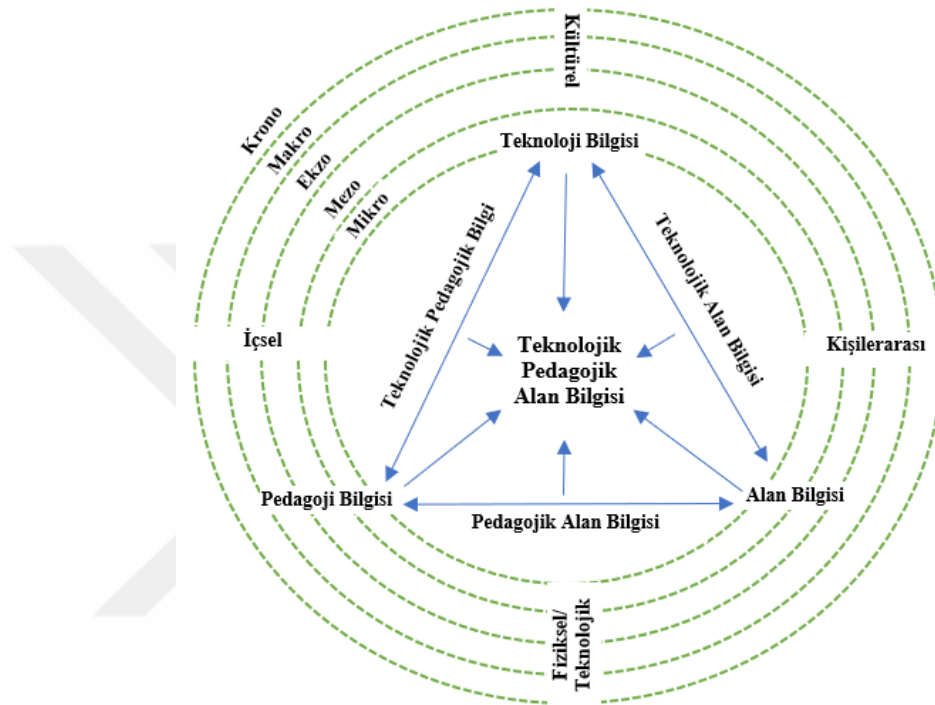 Kültürel
Krono
Makro
Ekzo
Mezo
Mikro
Teknoloji Bilgisi
Teknolojik Pedagojik Bilgi
Teknolojik Alan Bilgisi
İçsel
Kişilerarası
Teknolojik
Pedagojik
Alan Bilgisi
Pedagoji Bilgisi
Alan Bilgisi
Pedagojik Alan Bilgisi
Fiziksel/
Teknolojik